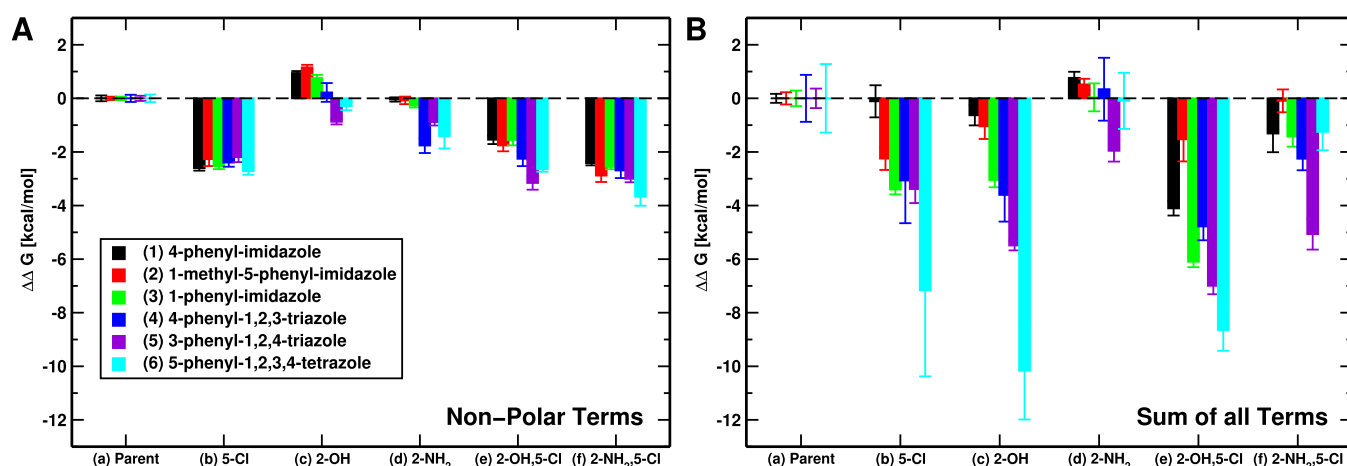 A
ΔΔ G [kcal/mol]
2
0
-2
-4
-6
-8
-10
-12
(1) 4-phenyl-imidazole
(2) 1-methyl-5-phenyl-imidazole
(3) 1-phenyl-imidazole
(4) 4-phenyl-1,2,3-triazole
(5) 3-phenyl-1,2,4-triazole
(6) 5-phenyl-1,2,3,4-tetrazole
Non-Polar Terms
(a) Parent (b) 5-Cl (c) 2-OH (d) 2-NH₂ (e) 2-OH,5-Cl (f) 2-NH₂,5-Cl
B
ΔΔ G [kcal/mol]
2
0
-2
-4
-6
-8
-10
-12
Sum of all Terms
(a) Parent (b) 5-Cl (c) 2-OH (d) 2-NH₂ (e) 2-OH,5-Cl (f) 2-NH₂,5-Cl